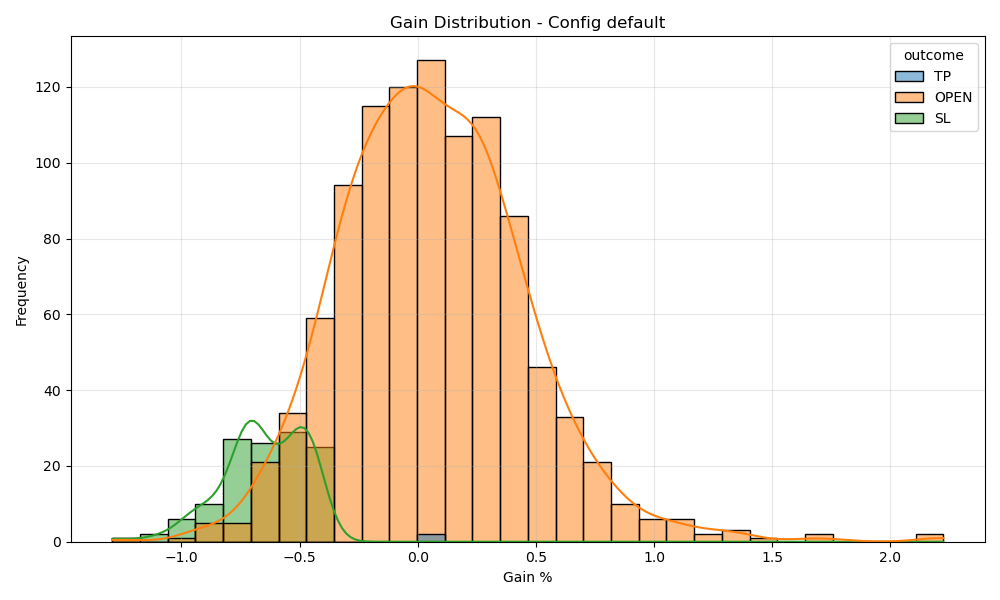 Gain Distribution - Config default
outcome
TP
OPEN
SL
Frequency
120
100
80
60
40
20
0
−1.0 −0.5 0.0 0.5 1.0 1.5 2.0
Gain %